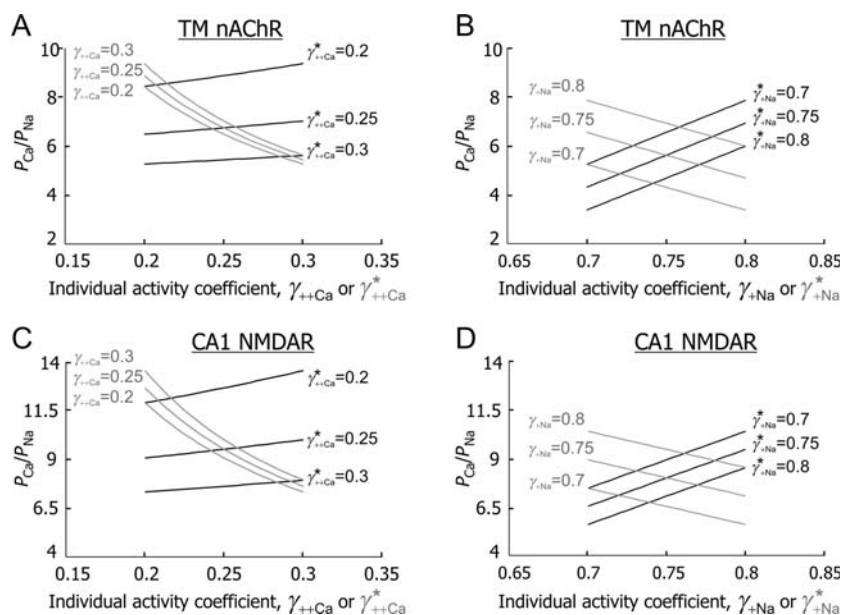 A
TM nAChR
P_Ca/P_Na
10
8
6
4
2
γ++Ca=0.3
γ++Ca=0.25
γ++Ca=0.2
γ*++Ca=0.2
γ*++Ca=0.25
γ*++Ca=0.3
0.15 0.2 0.25 0.3 0.35
Individual activity coefficient, γ++Ca or γ*++Ca
B
TM nAChR
P_Ca/P_Na
10
8
6
4
2
γ+Na=0.8
γ+Na=0.75
γ+Na=0.7
γ*+Na=0.7
γ*+Na=0.75
γ*+Na=0.8
0.65 0.7 0.75 0.8 0.85
Individual activity coefficient, γ+Na or γ*+Na
C
CA1 NMDAR
P_Ca/P_Na
14
11.5
9
6.5
4
γ++Ca=0.3
γ++Ca=0.25
γ++Ca=0.2
γ*++Ca=0.2
γ*++Ca=0.25
γ*++Ca=0.3
0.15 0.2 0.25 0.3 0.35
Individual activity coefficient, γ++Ca or γ*++Ca
D
CA1 NMDAR
P_Ca/P_Na
14
11.5
9
6.5
4
γ+Na=0.8
γ+Na=0.75
γ+Na=0.7
γ*+Na=0.7
γ*+Na=0.75
γ*+Na=0.8
0.65 0.7 0.75 0.8 0.85
Individual activity coefficient, γ+Na or γ*+Na